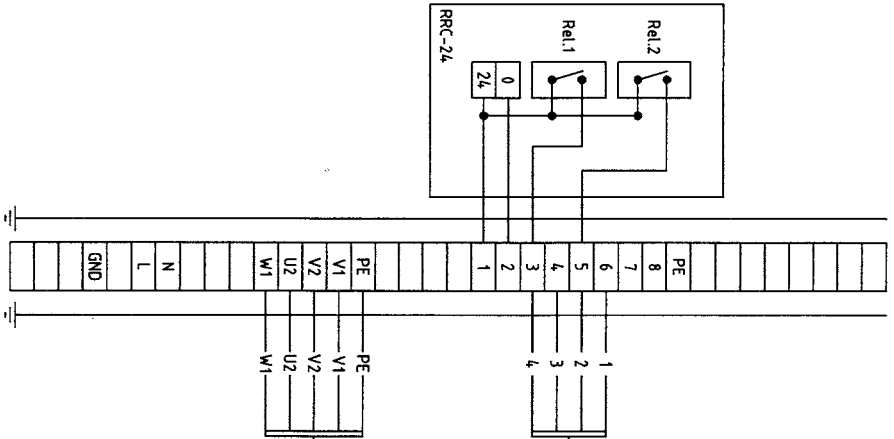 RRC-24
Rel.1
Rel.2
24
0
GND
L
N
W1
U2
V2
V1
PE
1
2
3
4
5
6
7
8
PE
W1
U2
V2
V1
PE
4
3
2
1